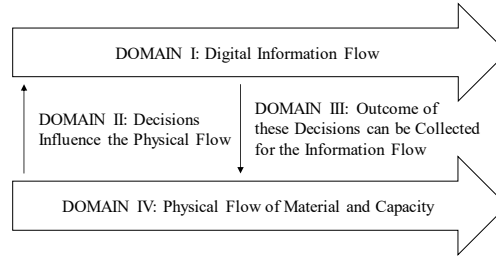 DOMAIN I: Digital Information Flow
DOMAIN II: Decisions
Influence the Physical Flow
DOMAIN III: Outcome of
these Decisions can be Collected
for the Information Flow
DOMAIN IV: Physical Flow of Material and Capacity